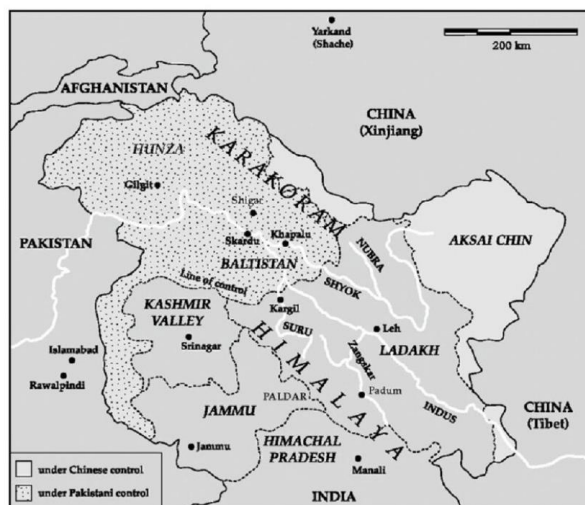 Yarkand
(Shache)
200 km
AFGHANISTAN
CHINA
(Xinjiang)
HUNZA
KARAKORAM
Gilgit
Shigar
AKSAI CHIN
PAKISTAN
Skardu
Khapalu
NUBRA
BALTISTAN
Line of control
SHYOK
KASHMIR
VALLEY
Kargil
SURU
Leh
Srinagar
LADAKH
Islamabad
Zangskar
HIMALAYA
Rawalpindi
PALDAR
Padum
INDUS
JAMMU
CHINA
(Tibet)
Jammu
HIMACHAL
PRADESH
Manali
under Chinese control
under Pakistani control
INDIA